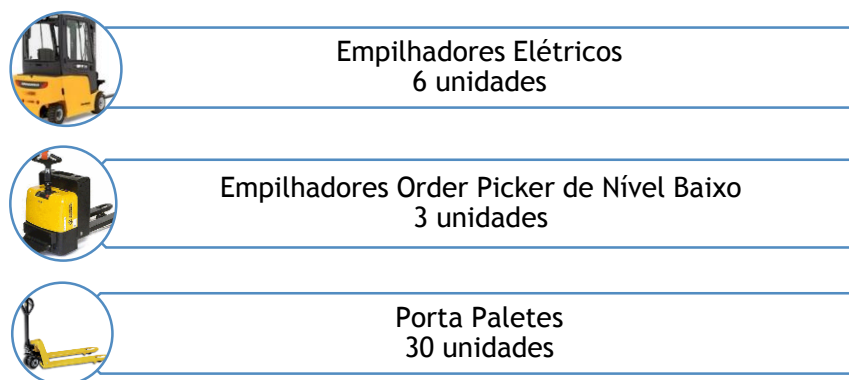 Empilhadores Elétricos
6 unidades
Empilhadores Order Picker de Nível Baixo
3 unidades
Porta Paletes
30 unidades